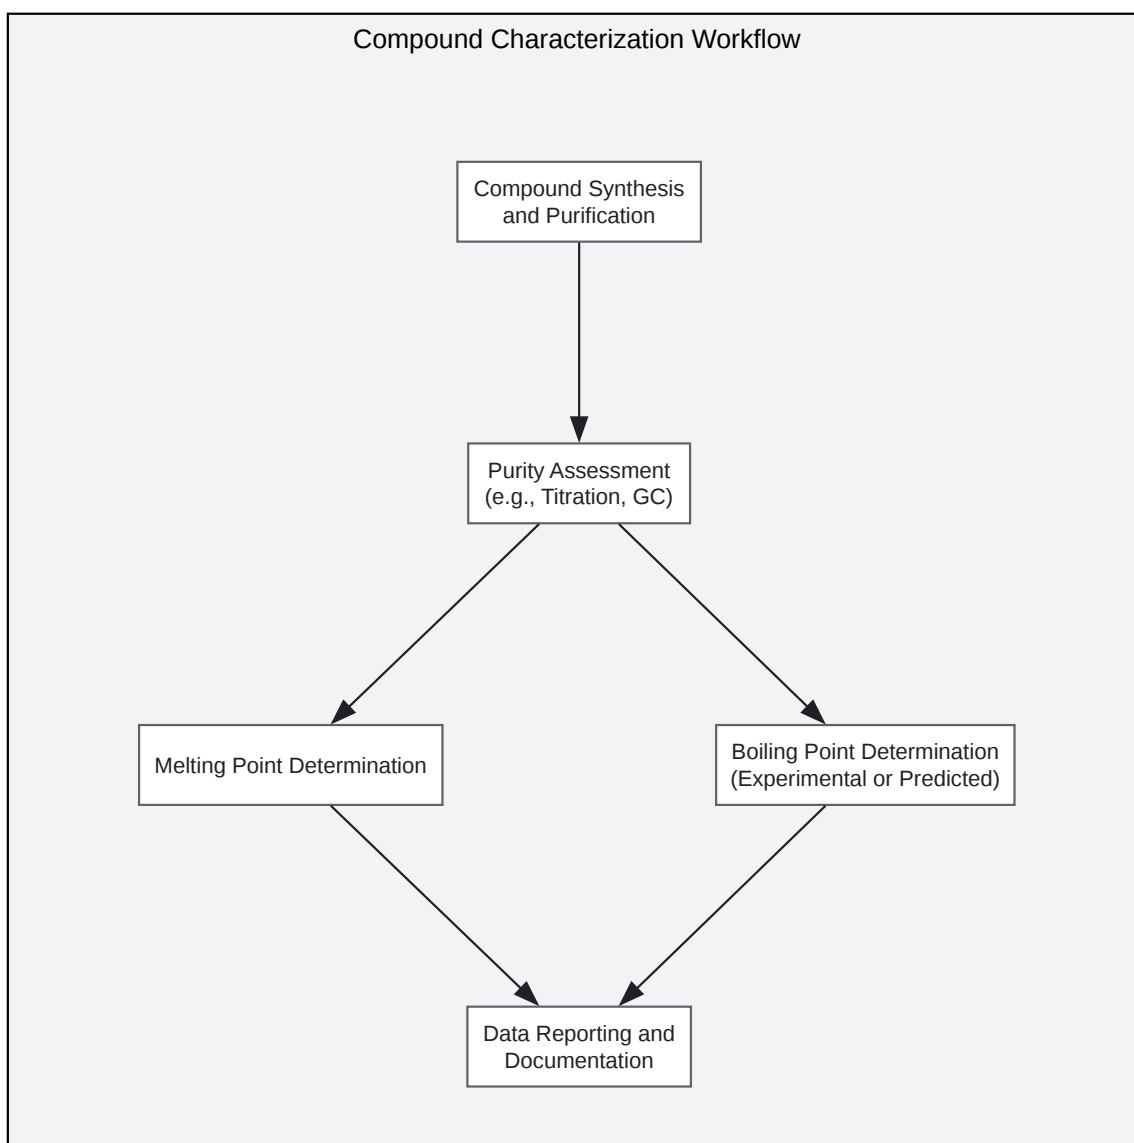 Compound Characterization Workflow
Compound Synthesis
and Purification
Purity Assessment
(e.g., Titration, GC)
Melting Point Determination
Boiling Point Determination
(Experimental or Predicted)
Data Reporting and
Documentation